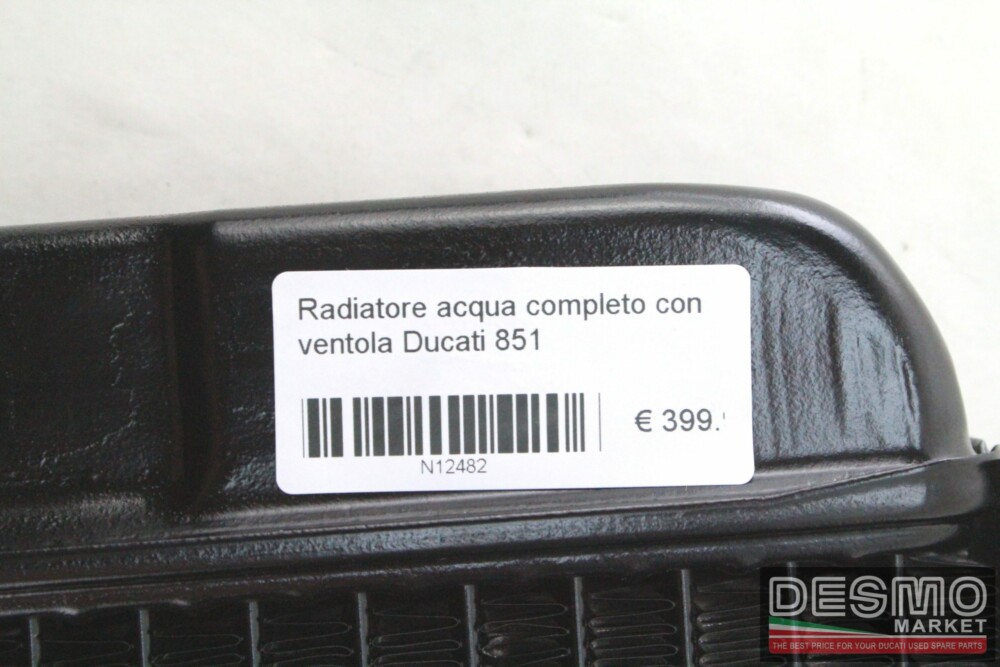 Radiatore acqua completo con
ventola Ducati 851
€ 399.
N12482
DESMO
MARKET
THE BEST PRICE FOR YOUR DUCATI USED SPARE PARTS